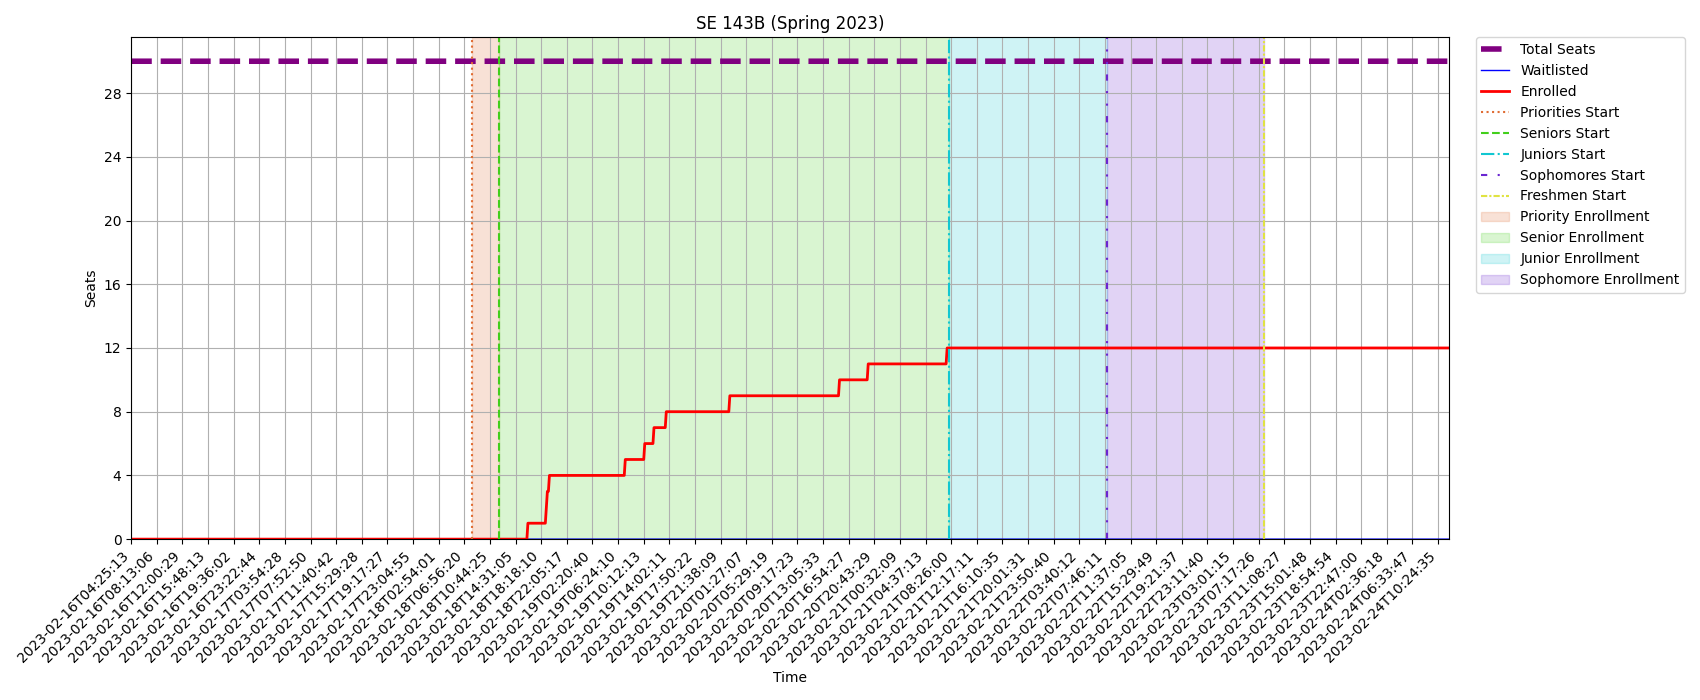 SE 143B (Spring 2023)
Seats
28
24
20
16
12
8
4
0
2023-02-16T04:25:13
2023-02-16T08:13:06
2023-02-16T12:00:29
2023-02-16T15:48:13
2023-02-16T19:36:02
2023-02-16T23:22:44
2023-02-17T03:54:28
2023-02-17T07:52:50
2023-02-17T11:40:42
2023-02-17T15:29:28
2023-02-17T19:17:27
2023-02-17T23:04:55
2023-02-18T02:54:01
2023-02-18T06:56:20
2023-02-18T10:44:25
2023-02-18T14:31:05
2023-02-18T18:18:10
2023-02-18T22:05:17
2023-02-19T02:20:40
2023-02-19T06:24:10
2023-02-19T10:12:13
2023-02-19T14:02:11
2023-02-19T17:50:22
2023-02-19T21:38:09
2023-02-20T01:27:07
2023-02-20T05:29:19
2023-02-20T09:17:23
2023-02-20T13:05:33
2023-02-20T16:54:27
2023-02-20T20:43:29
2023-02-21T00:32:09
2023-02-21T04:37:13
2023-02-21T08:26:00
2023-02-21T12:17:11
2023-02-21T16:10:35
2023-02-21T20:01:31
2023-02-21T23:50:40
2023-02-22T03:40:12
2023-02-22T07:46:11
2023-02-22T11:37:05
2023-02-22T15:29:49
2023-02-22T19:21:37
2023-02-22T23:11:40
2023-02-23T03:01:15
2023-02-23T07:17:26
2023-02-23T11:08:27
2023-02-23T15:01:48
2023-02-23T18:54:54
2023-02-23T22:47:00
2023-02-24T02:36:18
2023-02-24T06:33:47
2023-02-24T10:24:35
Time
Total Seats
Waitlisted
Enrolled
Priorities Start
Seniors Start
Juniors Start
Sophomores Start
Freshmen Start
Priority Enrollment
Senior Enrollment
Junior Enrollment
Sophomore Enrollment